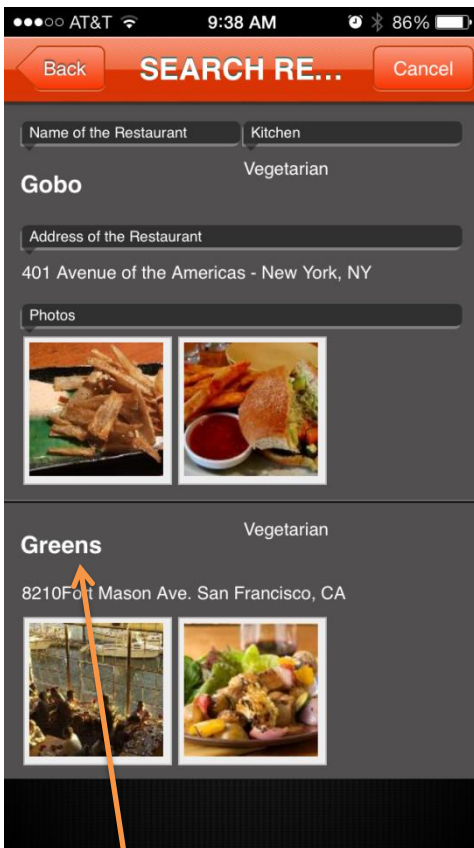 AT&T 9:38 AM 86%
Back SEARCH RE... Cancel
Name of the Restaurant Kitchen
Gobo Vegetarian
Address of the Restaurant
401 Avenue of the Americas - New York, NY
Photos
Greens Vegetarian
8210Fort Mason Ave. San Francisco, CA